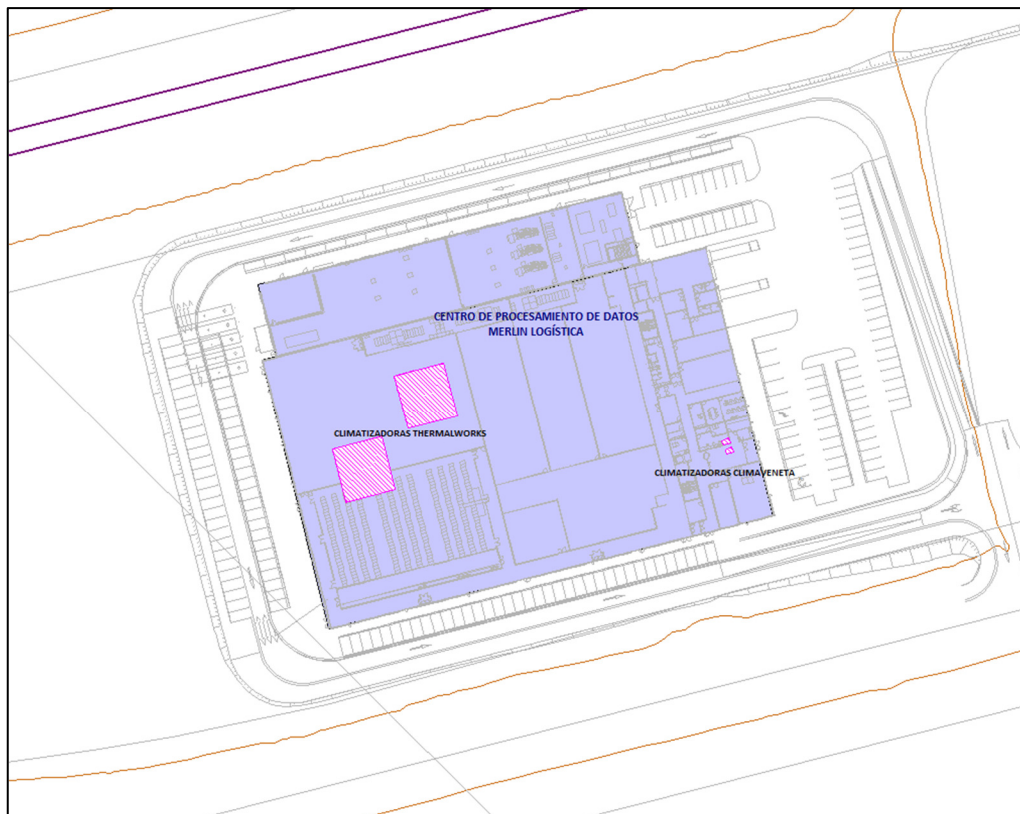 CENTRO DE PROCESAMIENTO DE DATOS
MERLIN LOGÍSTICA
CLIMATIZADORAS THERMALWORKS
CLIMATIZADORAS CLIMAVENETA